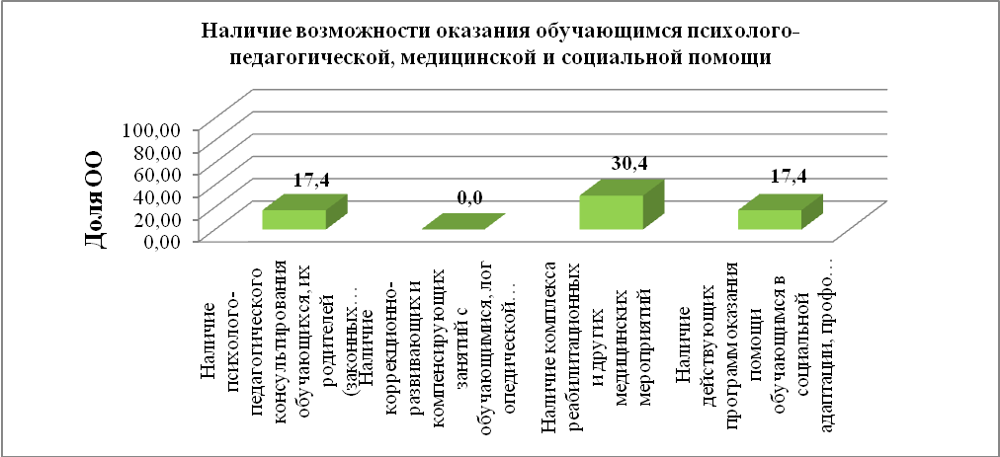 Наличие возможности оказания обучающимся психолого-
педагогической, медицинской и социальной помощи
Доля ОО
100,00
80,00
60,00
40,00
20,00
0,00
17,4
0,0
30,4
17,4
Наличие
психолого-
педагогического
консультирования
обучающихся, их
родителей
(законных…
Наличие
коррекционно-
развивающих и
компенсирующих
занятий с
обучающимися, лог
опедической…
Наличие комплекса
реабилитационных
и других
медицинских
мероприятий
Наличие
действующих
программ оказания
помощи
обучающимся в
социальной
адаптации, профо…